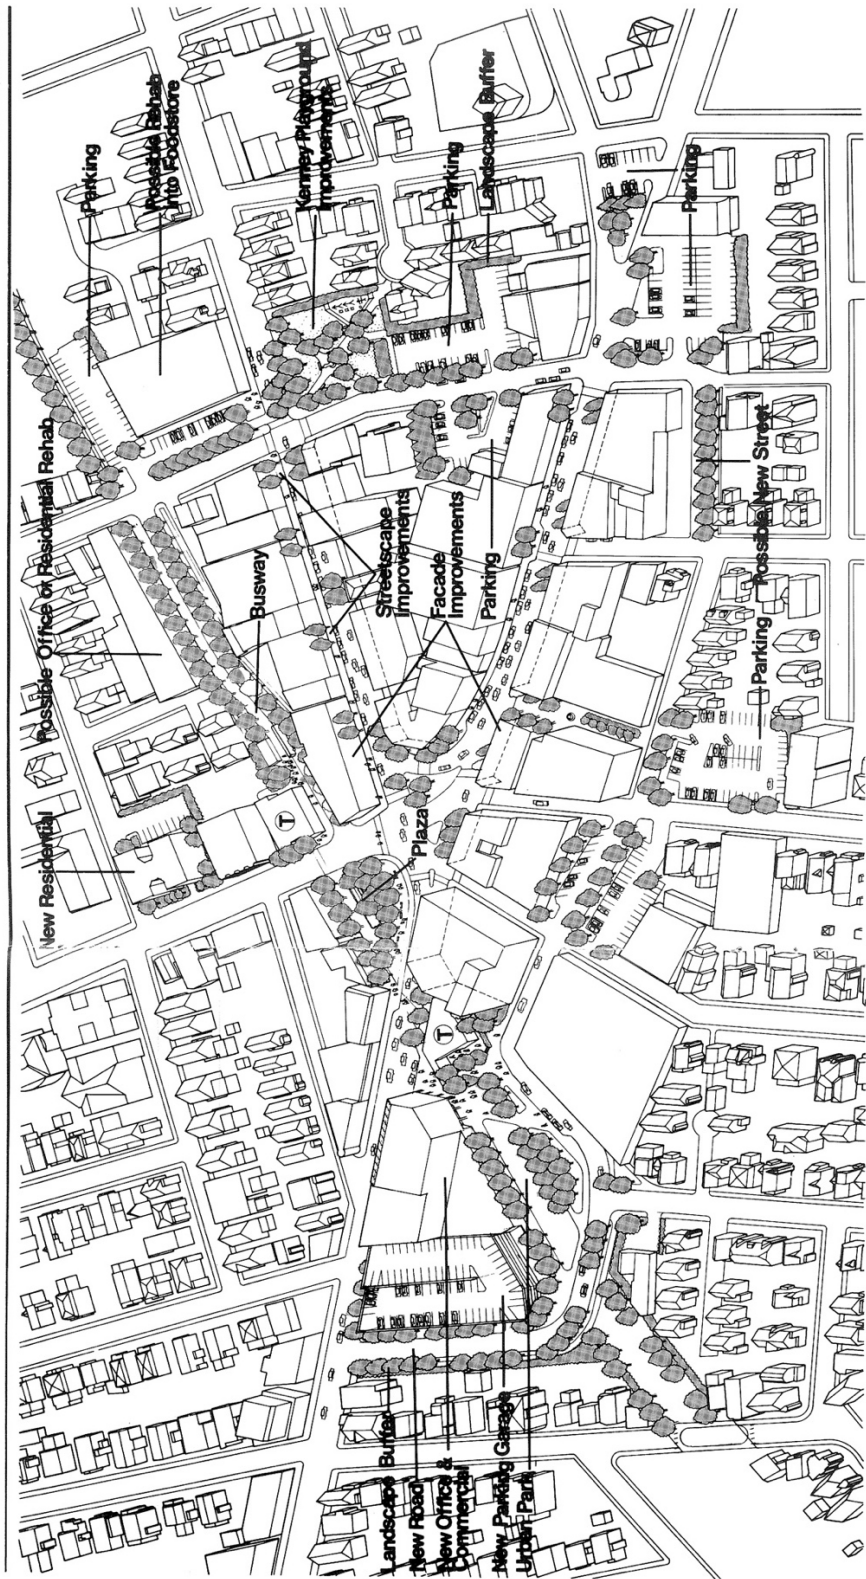 New Residential
Possible Office or Residential Rehab
Parking
Possible Rehab
Into Foodstore
Busway
T
Kenney Playground
Improvements
Streetscape
Improvements
Landscape Buffer
New Road
Plaza
Facade
Improvements
T
New Office &
Commercial
Parking
Parking
Landscape Buffer
New Parking Garage
Urban Park
Parking
Parking
Possible New Street